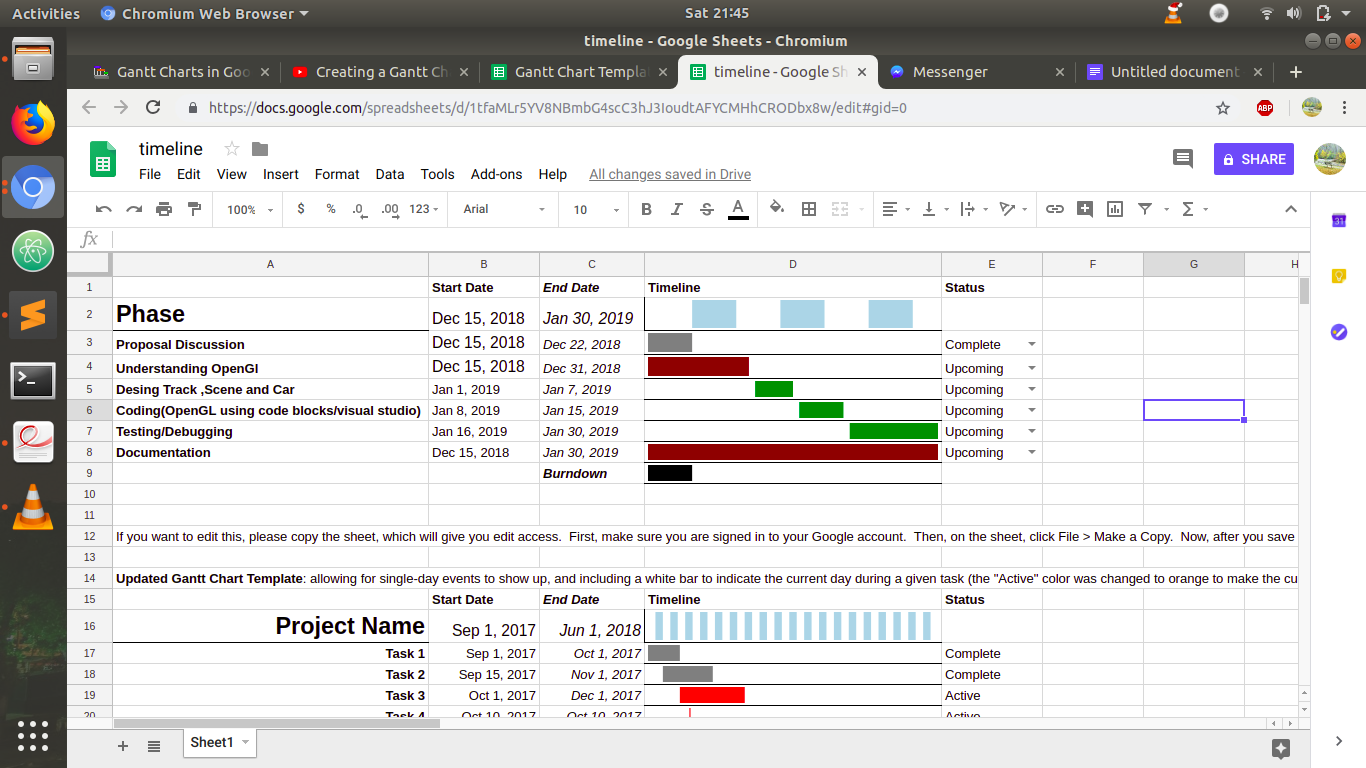 Activities Chromium Web Browser Sat 21:45
timeline - Google Sheets - Chromium
Gantt Charts in Goo Creating a Gantt Ch Gantt Chart Templa timeline - Google Sh Messenger Untitled document
https://docs.google.com/spreadsheets/d/1tfaMLr5YV8NBmbG4scC3hJ3IoudtAFYCMHhCRODbx8w/edit#gid=0 ABP
timeline
File Edit View Insert Format Data Tools Add-ons Help All changes saved in Drive SHARE
100% $ % .0 .00 123 Arial 10 B I S A Σ
fx
A B C D E F G H
1 Start Date End Date Timeline Status
2 Phase Dec 15, 2018 Jan 30, 2019
3 Proposal Discussion Dec 15, 2018 Dec 22, 2018 Complete
4 Understanding OpenGl Dec 15, 2018 Dec 31, 2018 Upcoming
5 Desing Track ,Scene and Car Jan 1, 2019 Jan 7, 2019 Upcoming
6 Coding(OpenGL using code blocks/visual studio) Jan 8, 2019 Jan 15, 2019 Upcoming
7 Testing/Debugging Jan 16, 2019 Jan 30, 2019 Upcoming
8 Documentation Dec 15, 2018 Jan 30, 2019 Upcoming
9 Burndown
10
11
12 If you want to edit this, please copy the sheet, which will give you edit access. First, make sure you are signed in to your Google account. Then, on the sheet, click File > Make a Copy. Now, after you save
13
14 Updated Gantt Chart Template: allowing for single-day events to show up, and including a white bar to indicate the current day during a given task (the "Active" color was changed to orange to make the cu
15 Start Date End Date Timeline Status
16 Project Name Sep 1, 2017 Jun 1, 2018
17 Task 1 Sep 1, 2017 Oct 1, 2017 Complete
18 Task 2 Sep 15, 2017 Nov 1, 2017 Complete
19 Task 3 Oct 1, 2017 Dec 1, 2017 Active
20 Task 4 Oct 10, 2017 Oct 10, 2017 Active
Sheet1